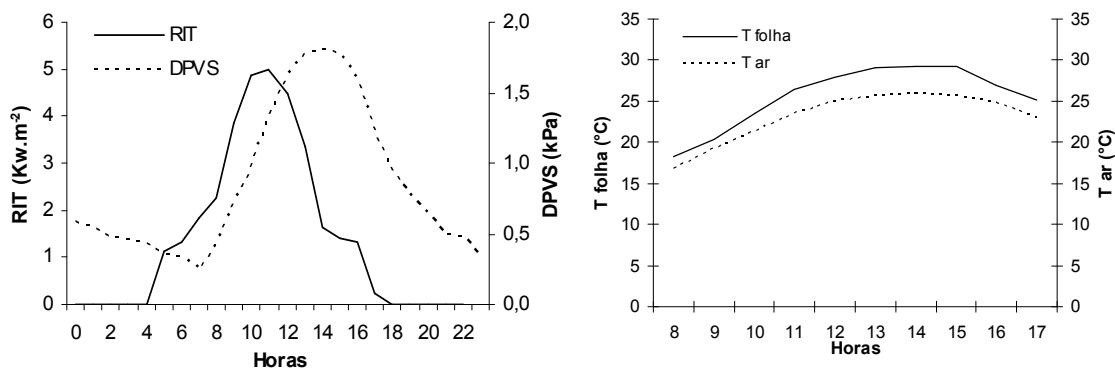 RIT
DPVS
RIT (Kw.m-2)
6
5
4
3
2
1
0
DPVS (kPa)
2,0
1,5
1,0
0,5
0,0
0 2 4 6 8 10 12 14 16 18 20 22
Horas
T folha
T ar
T folha (°C)
35
30
25
20
15
10
5
0
T ar (°C)
35
30
25
20
15
10
5
0
8 9 10 11 12 13 14 15 16 17
Horas